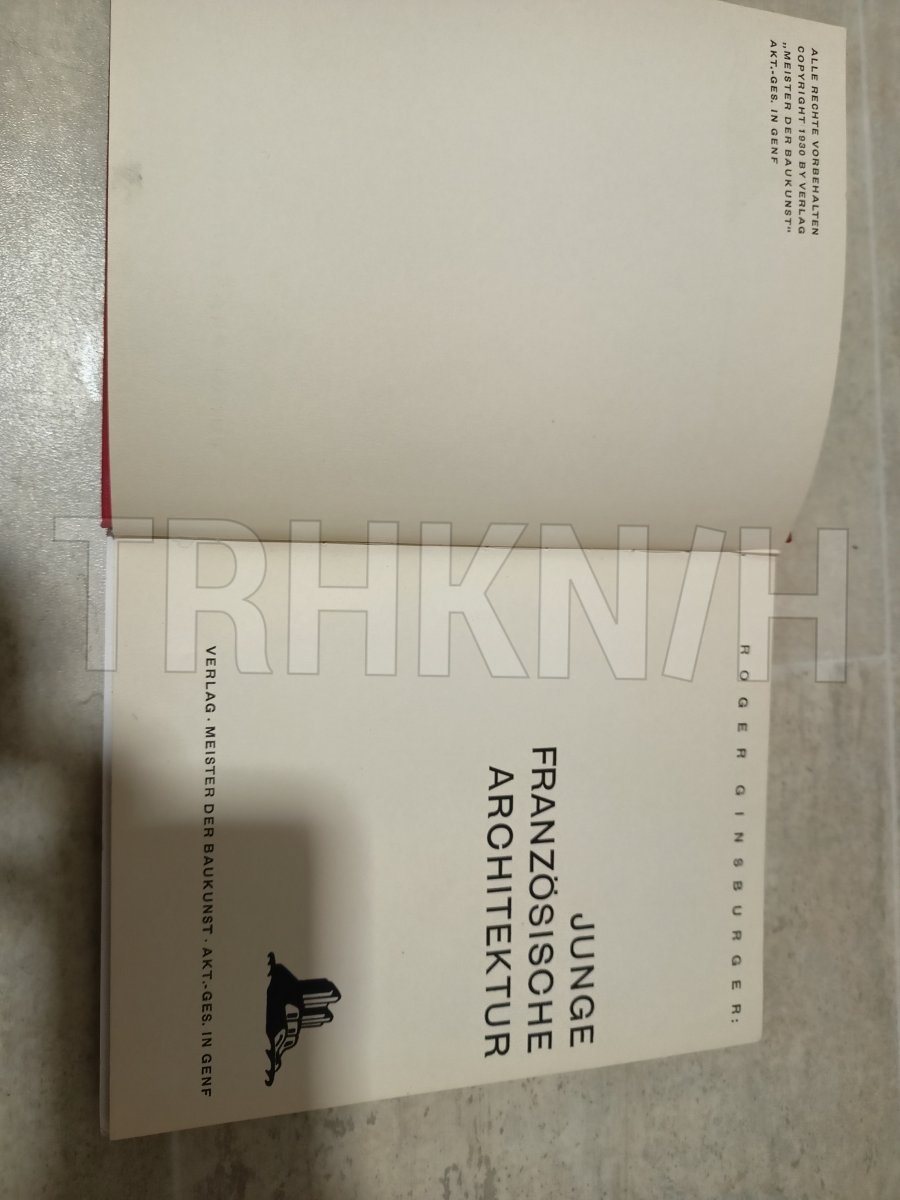 ALLE RECHTE VORBEHALTEN
COPYRIGHT 1930 BY VERLAG
„MEISTER DER BAUKUNST“
AKT.-GES. IN GENF
ROGER GINSBURGER:
JUNGE
FRANZÖSISCHE
ARCHITEKTUR
VERLAG · MEISTER DER BAUKUNST · AKT.-GES. IN GENF
TRHKN/H